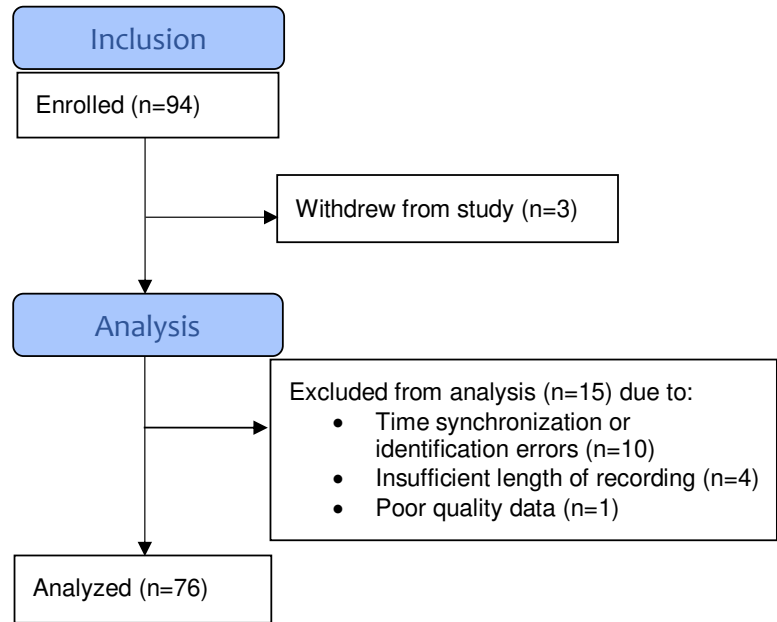 Inclusion
Enrolled (n=94)
Withdrew from study (n=3)
Analysis
Excluded from analysis (n=15) due to:
• Time synchronization or
identification errors (n=10)
• Insufficient length of recording (n=4)
• Poor quality data (n=1)
Analyzed (n=76)